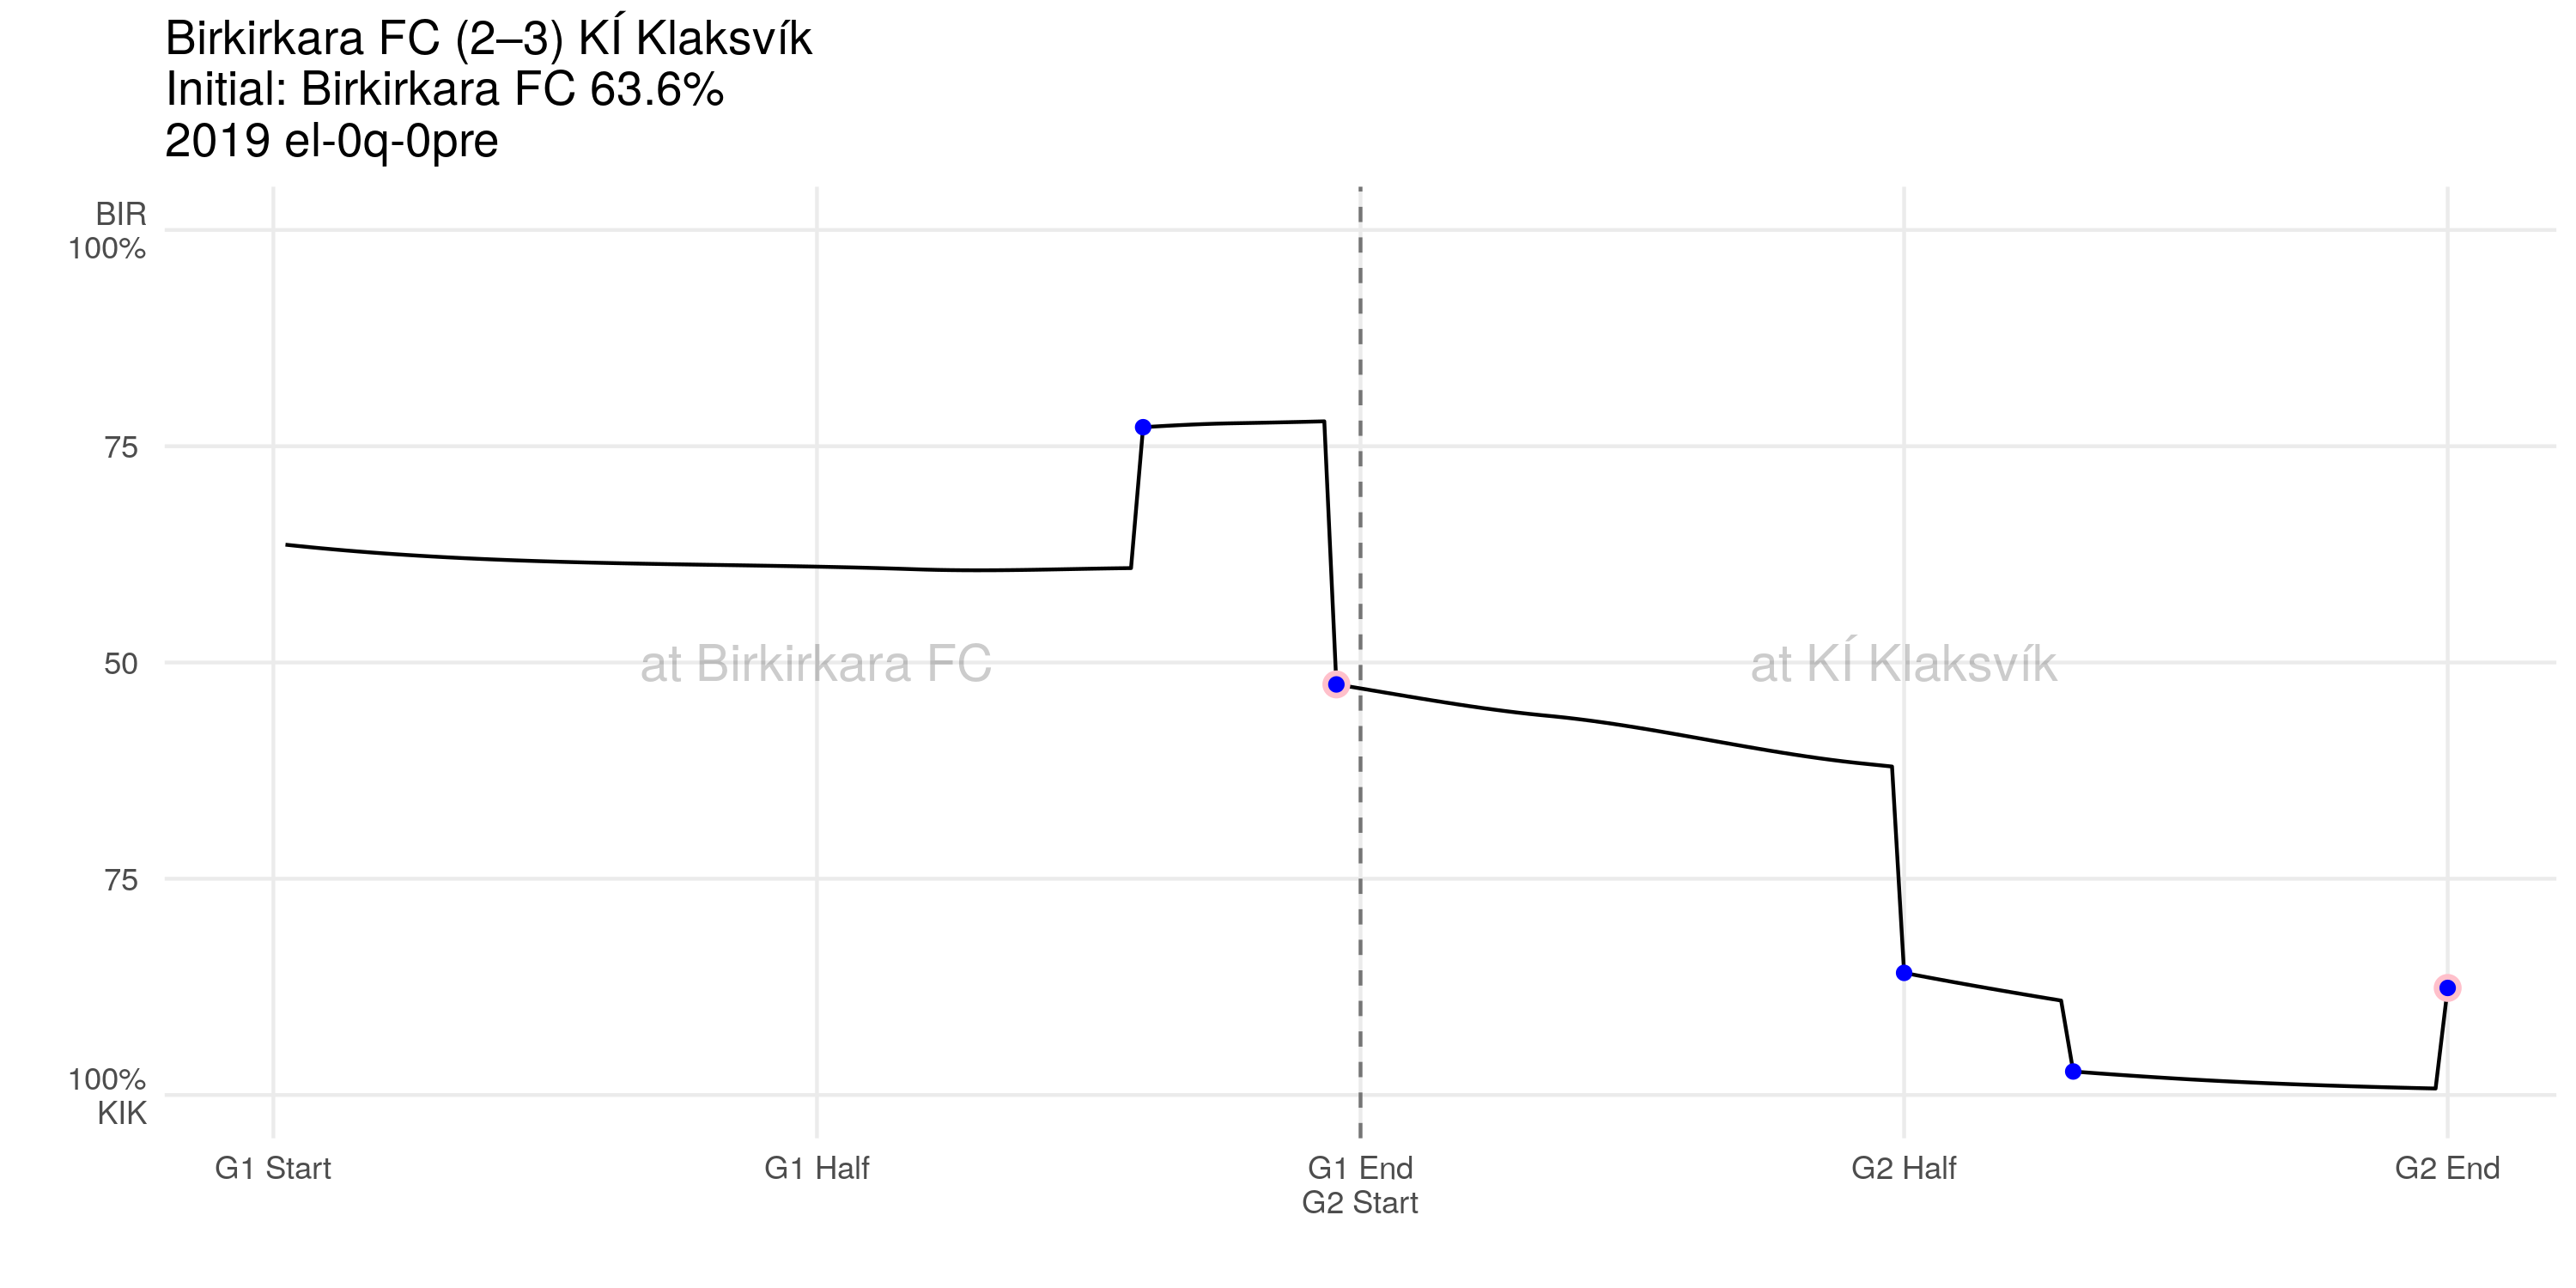 Birkirkara FC (2–3) KÍ Klaksvík
Initial: Birkirkara FC 63.6%
2019 el-0q-0pre
BIR
100%
75
50
75
100%
KIK
at Birkirkara FC
at KÍ Klaksvík
G1 Start
G1 Half
G1 End
G2 Start
G2 Half
G2 End